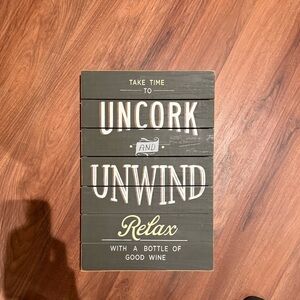 TAKE TIME
TO
UNCORK
AND
UNWIND
Relax
WITH A BOTTLE OF
GOOD WINE